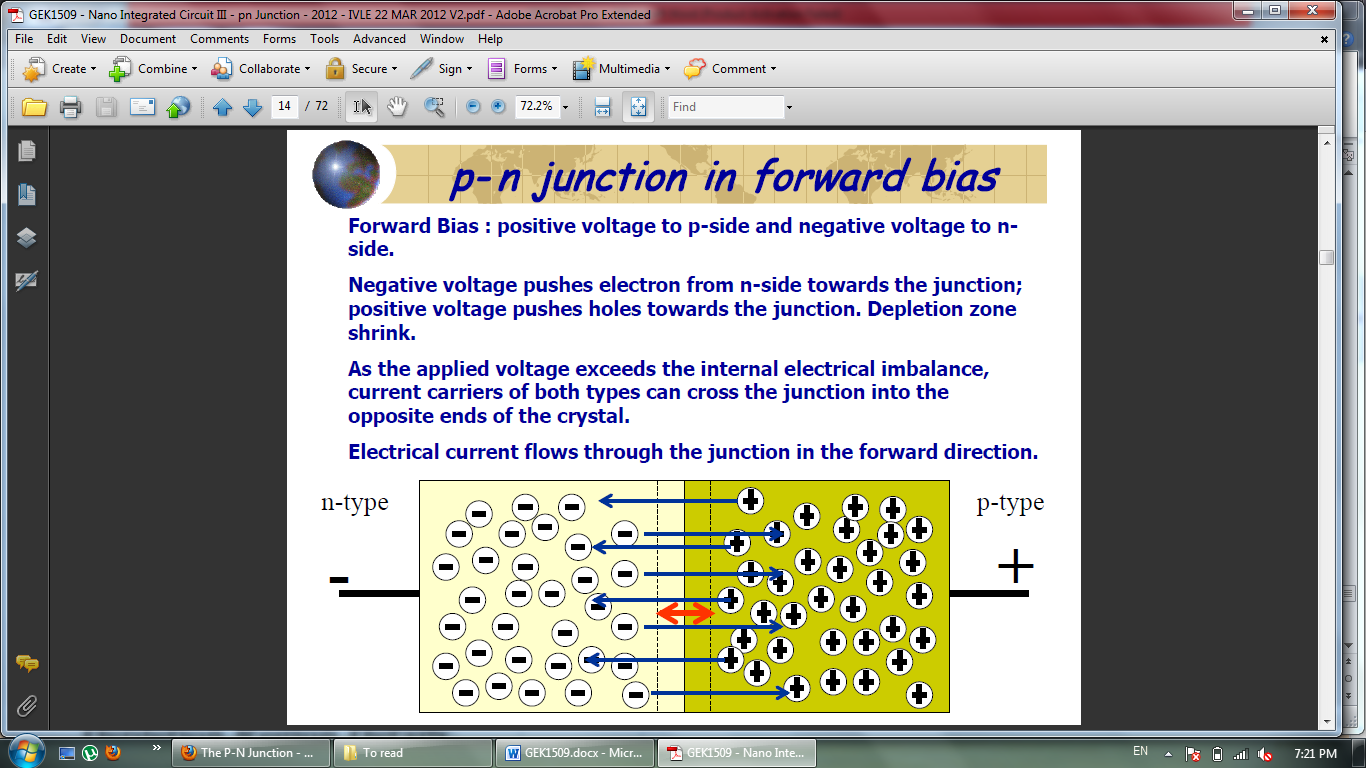 GEK1509 - Nano Integrated Circuit III - pn Junction - 2012 - IVLE 22 MAR 2012 V2.pdf - Adobe Acrobat Pro Extended
File Edit View Document Comments Forms Tools Advanced Window Help
Create Combine Collaborate Secure Sign Forms Multimedia Comment
14 / 72 72.2% Find
p-n junction in forward bias
Forward Bias : positive voltage to p-side and negative voltage to n-
side.
Negative voltage pushes electron from n-side towards the junction;
positive voltage pushes holes towards the junction. Depletion zone
shrink.
As the applied voltage exceeds the internal electrical imbalance,
current carriers of both types can cross the junction into the
opposite ends of the crystal.
Electrical current flows through the junction in the forward direction.
n-type p-type
- +
The P-N Junction - ... To read GEK1509.docx - Micr... GEK1509 - Nano Inte... EN 7:21 PM